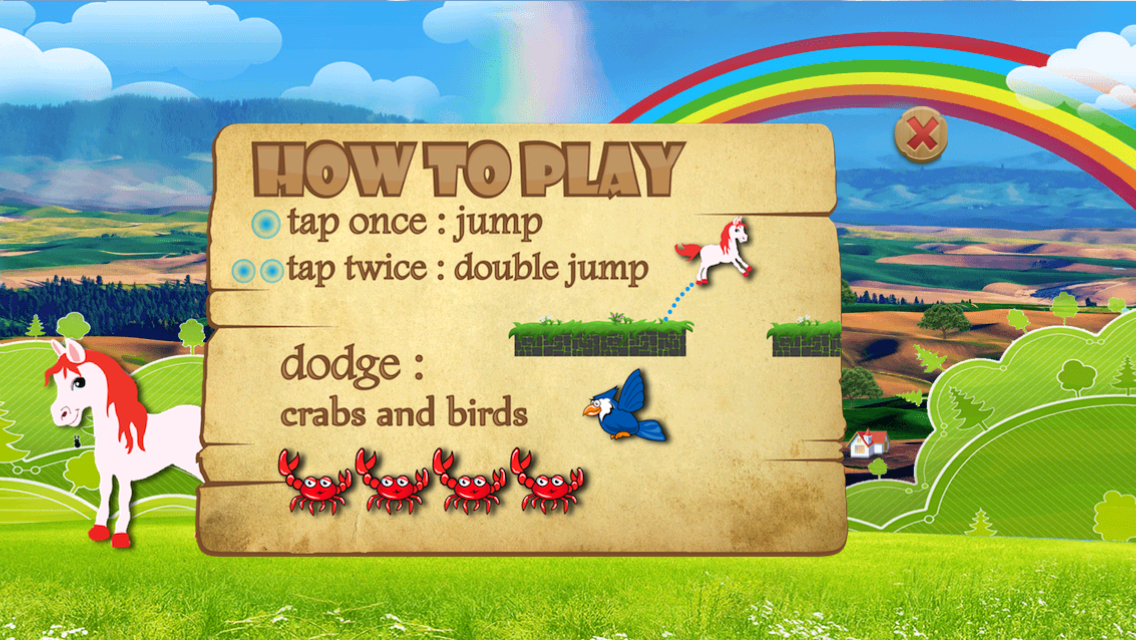 HOW TO PLAY
tap once : jump
tap twice : double jump
dodge :
crabs and birds